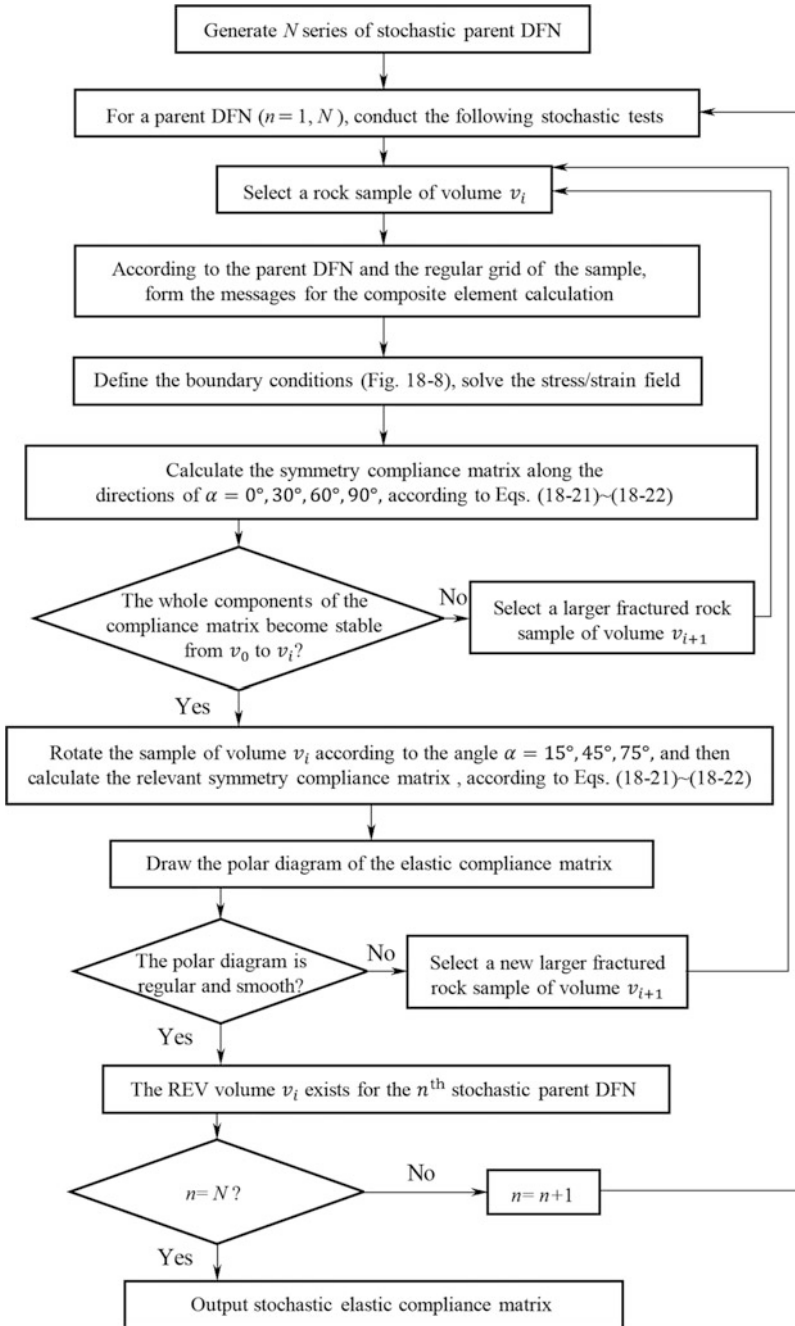 Generate N series of stochastic parent DFN
For a parent DFN (n = 1, N ), conduct the following stochastic tests
Select a rock sample of volume vᵢ
According to the parent DFN and the regular grid of the sample,
form the messages for the composite element calculation
Define the boundary conditions (Fig. 18-8), solve the stress/strain field
Calculate the symmetry compliance matrix along the
directions of α = 0°, 30°, 60°, 90°, according to Eqs. (18-21)~(18-22)
The whole components of the
compliance matrix become stable
from v₀ to vᵢ?
No
Select a larger fractured rock
sample of volume vᵢ₊₁
Yes
Rotate the sample of volume vᵢ according to the angle α = 15°, 45°, 75°, and then
calculate the relevant symmetry compliance matrix , according to Eqs. (18-21)~(18-22)
Draw the polar diagram of the elastic compliance matrix
The polar diagram is
regular and smooth?
No
Select a new larger fractured
rock sample of volume vᵢ₊₁
Yes
The REV volume vᵢ exists for the nᵗʰ stochastic parent DFN
n= N ?
No
n= n+1
Yes
Output stochastic elastic compliance matrix